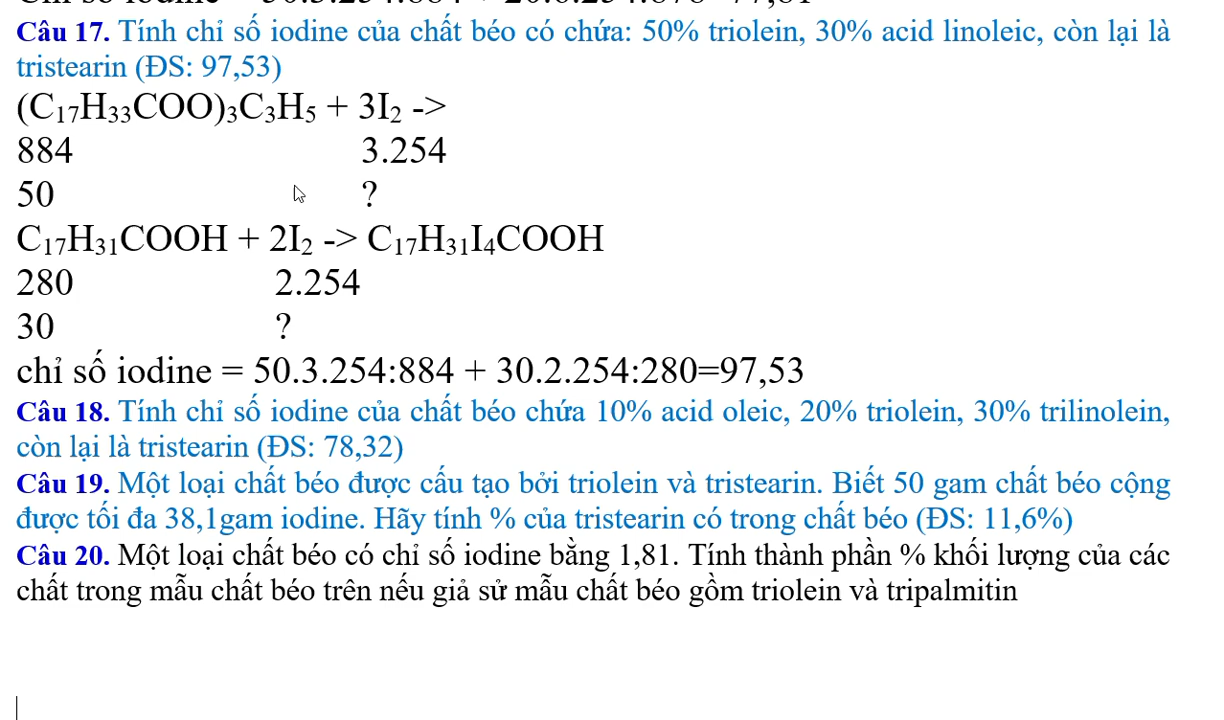 Câu 17. Tính chỉ số iodine của chất béo có chứa: 50% triolein, 30% acid linoleic, còn lại là
tristearin (ĐS: 97,53)
(C₁₇H₃₃COO)₃C₃H₅ + 3I₂ ->
884 3.254
50 ?
C₁₇H₃₁COOH + 2I₂ -> C₁₇H₃₁I₄COOH
280 2.254
30 ?
chỉ số iodine = 50.3.254:884 + 30.2.254:280=97,53
Câu 18. Tính chỉ số iodine của chất béo chứa 10% acid oleic, 20% triolein, 30% trilinolein,
còn lại là tristearin (ĐS: 78,32)
Câu 19. Một loại chất béo được cấu tạo bởi triolein và tristearin. Biết 50 gam chất béo cộng
được tối đa 38,1gam iodine. Hãy tính % của tristearin có trong chất béo (ĐS: 11,6%)
Câu 20. Một loại chất béo có chỉ số iodine bằng 1,81. Tính thành phần % khối lượng của các
chất trong mẫu chất béo trên nếu giả sử mẫu chất béo gồm triolein và tripalmitin